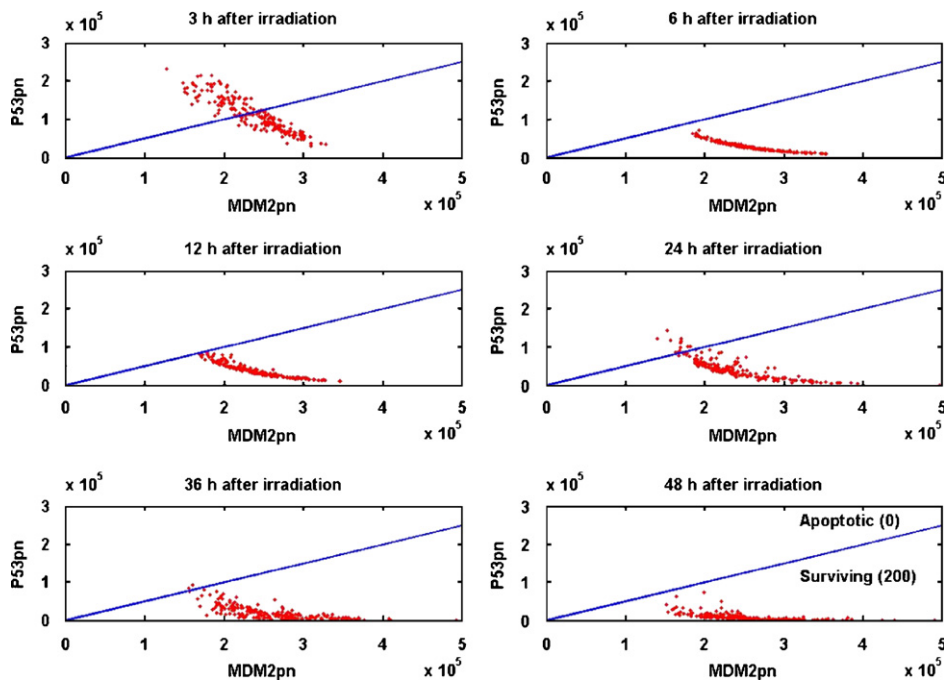 3 h after irradiation
x 10^5
P53pn
3
2
1
0
0 1 2 3 4 5
MDM2pn
x 10^5
6 h after irradiation
x 10^5
P53pn
3
2
1
0
0 1 2 3 4 5
MDM2pn
x 10^5
12 h after irradiation
x 10^5
P53pn
3
2
1
0
0 1 2 3 4 5
MDM2pn
x 10^5
24 h after irradiation
x 10^5
P53pn
3
2
1
0
0 1 2 3 4 5
MDM2pn
x 10^5
36 h after irradiation
x 10^5
P53pn
3
2
1
0
0 1 2 3 4 5
MDM2pn
x 10^5
48 h after irradiation
x 10^5
P53pn
3
2
1
0
Apoptotic (0)
Surviving (200)
0 1 2 3 4 5
MDM2pn
x 10^5